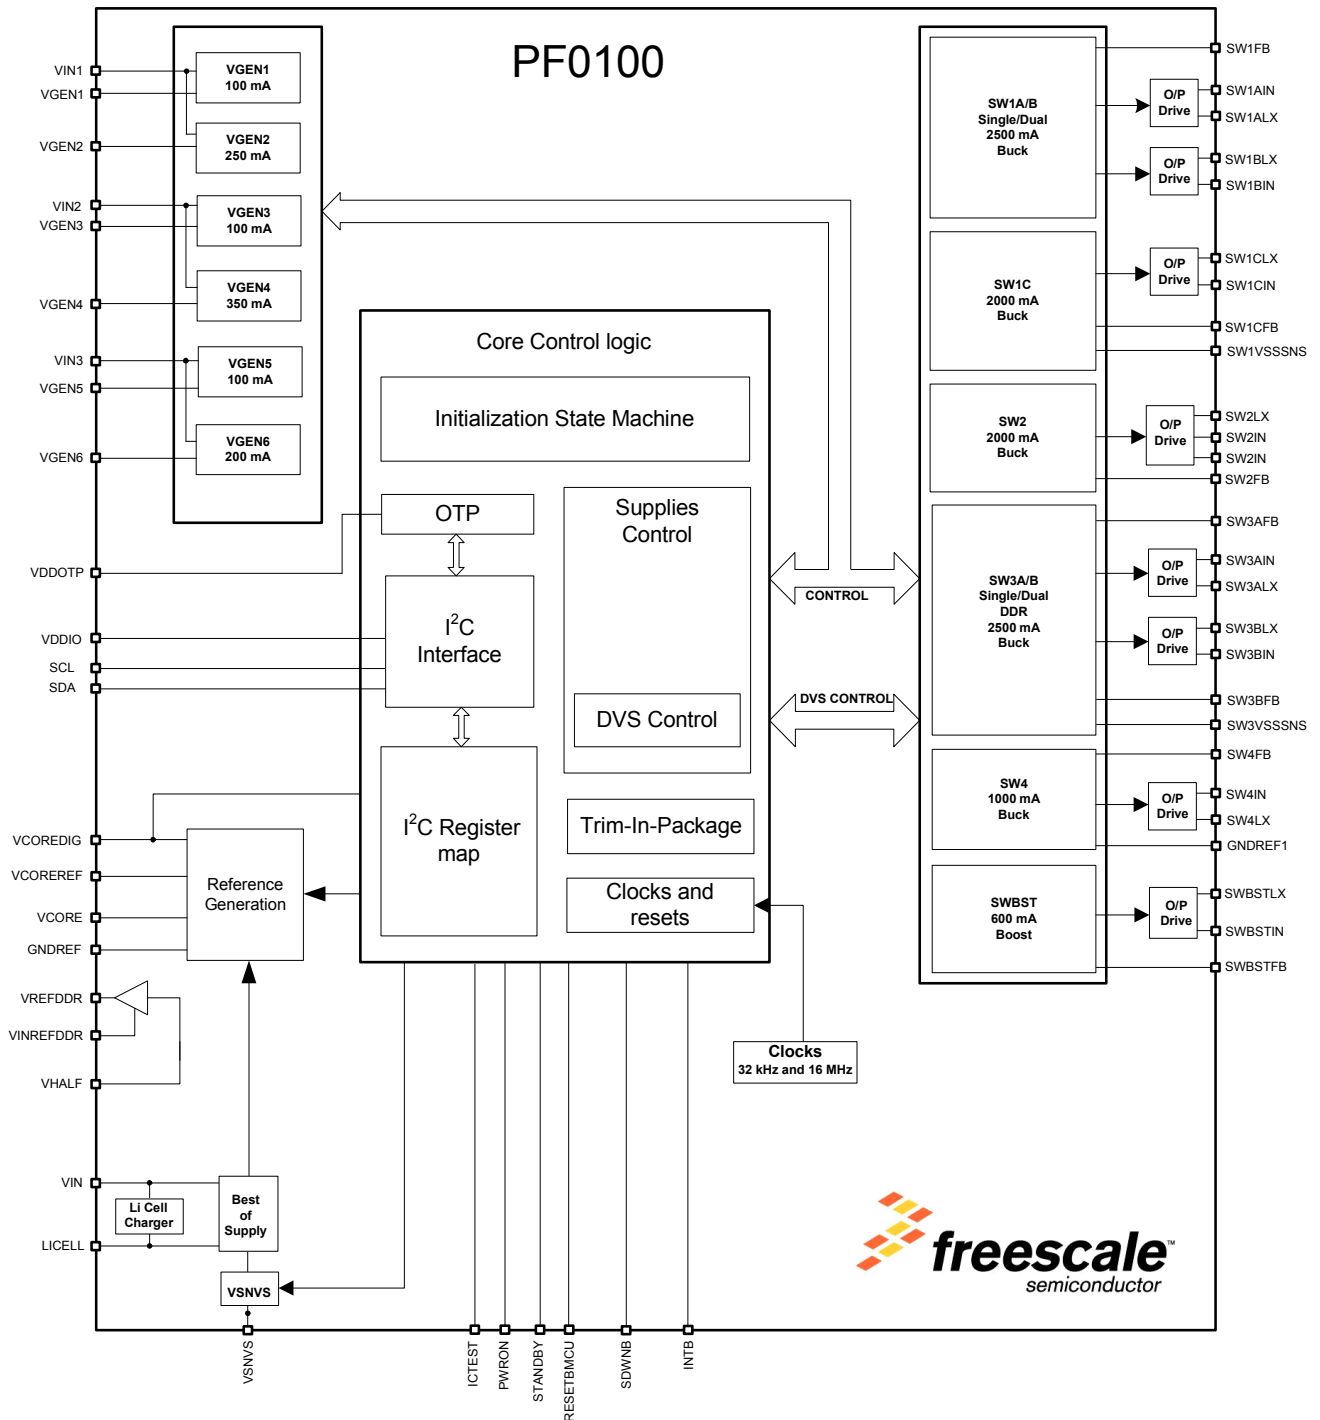 PF0100
VIN1
VGEN1
VGEN2
VIN2
VGEN3
VGEN4
VIN3
VGEN5
VGEN6
VDDOTP
VDDIO
SCL
SDA
VCOREDIG
VCOREREF
VCORE
GNDREF
VREFDDR
VINREFDDR
VHALF
VIN
LICELL
VGEN1
100 mA
VGEN2
250 mA
VGEN3
100 mA
VGEN4
350 mA
VGEN5
100 mA
VGEN6
200 mA
Core Control logic
Initialization State Machine
OTP
I²C
Interface
I²C Register
map
Supplies
Control
DVS Control
Trim-In-Package
Clocks and
resets
Reference
Generation
Li Cell
Charger
Best
of
Supply
VSNVS
Clocks
32 kHz and 16 MHz
CONTROL
DVS CONTROL
SW1A/B
Single/Dual
2500 mA
Buck
O/P
Drive
O/P
Drive
SW1C
2000 mA
Buck
O/P
Drive
SW2
2000 mA
Buck
O/P
Drive
SW3A/B
Single/Dual
DDR
2500 mA
Buck
O/P
Drive
O/P
Drive
SW4
1000 mA
Buck
O/P
Drive
SWBST
600 mA
Boost
O/P
Drive
SW1FB
SW1AIN
SW1ALX
SW1BLX
SW1BIN
SW1CLX
SW1CIN
SW1CFB
SW1VSSSNS
SW2LX
SW2IN
SW2IN
SW2FB
SW3AFB
SW3AIN
SW3ALX
SW3BLX
SW3BIN
SW3BFB
SW3VSSSNS
SW4FB
SW4IN
SW4LX
GNDREF1
SWBSTLX
SWBSTIN
SWBSTFB
freescale™
semiconductor
VSNVS
ICTEST
PWRON
STANDBY
RESETBMCU
SDWNB
INTB